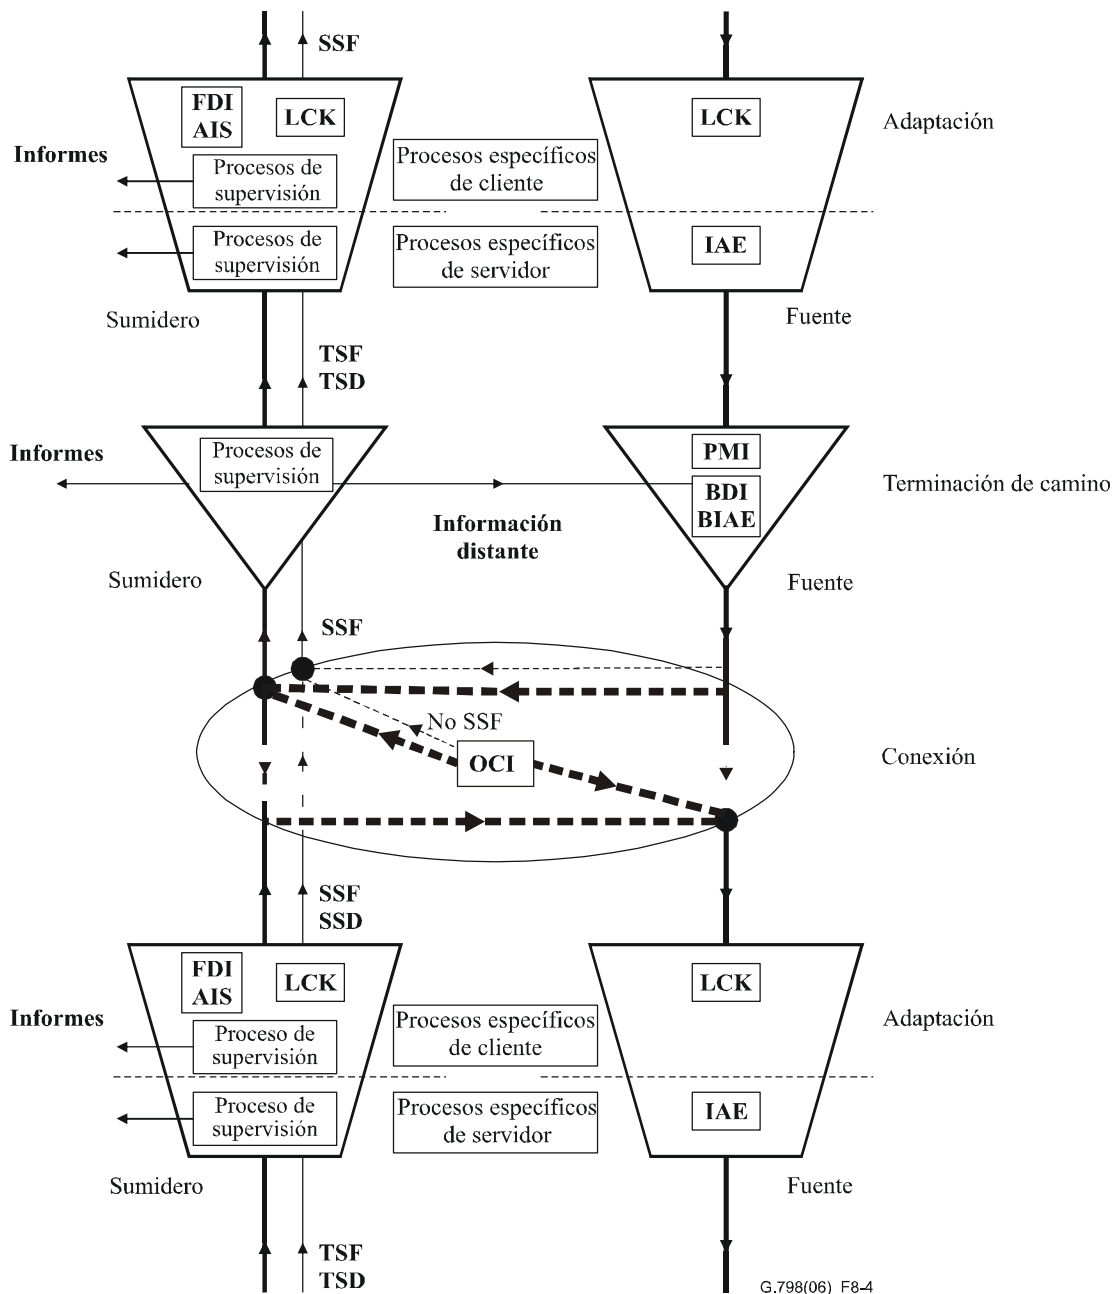 SSF
FDI
AIS
LCK
LCK
Adaptación
Informes
Procesos de
supervisión
Procesos específicos
de cliente
Procesos de
supervisión
Procesos específicos
de servidor
IAE
Sumidero
Fuente
TSF
TSD
Informes
Procesos de
supervisión
PMI
BDI
BIAE
Terminación de camino
Información
distante
Sumidero
Fuente
SSF
No SSF
OCI
Conexión
SSF
SSD
FDI
AIS
LCK
LCK
Informes
Proceso de
supervisión
Procesos específicos
de cliente
Adaptación
Proceso de
supervisión
Procesos específicos
de servidor
IAE
Sumidero
Fuente
TSF
TSD
G.798(06)_F8-4